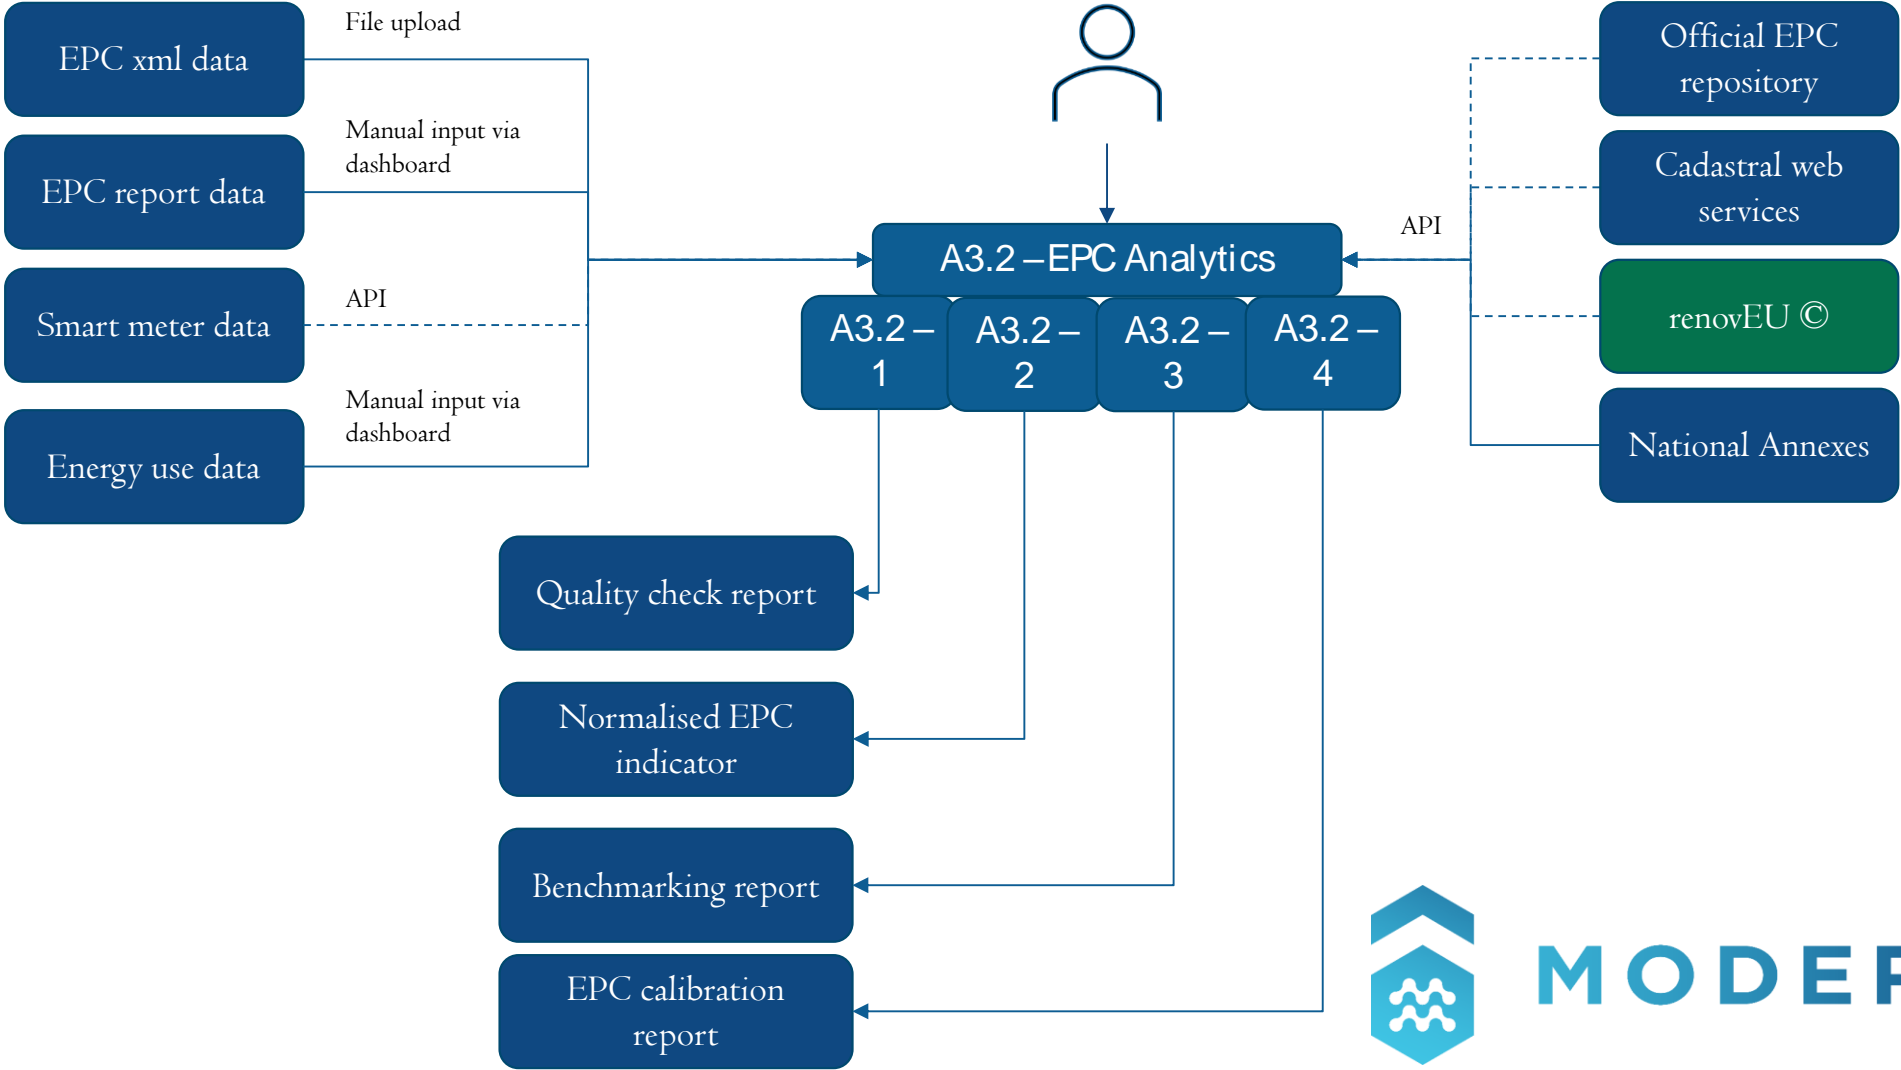 EPC xml data
File upload
EPC report data
Manual input via
dashboard
Smart meter data
API
Energy use data
Manual input via
dashboard
A3.2 – EPC Analytics
A3.2 –
1
A3.2 –
2
A3.2 –
3
A3.2 –
4
API
Official EPC
repository
Cadastral web
services
renovEU ©
National Annexes
Quality check report
Normalised EPC
indicator
Benchmarking report
EPC calibration
report